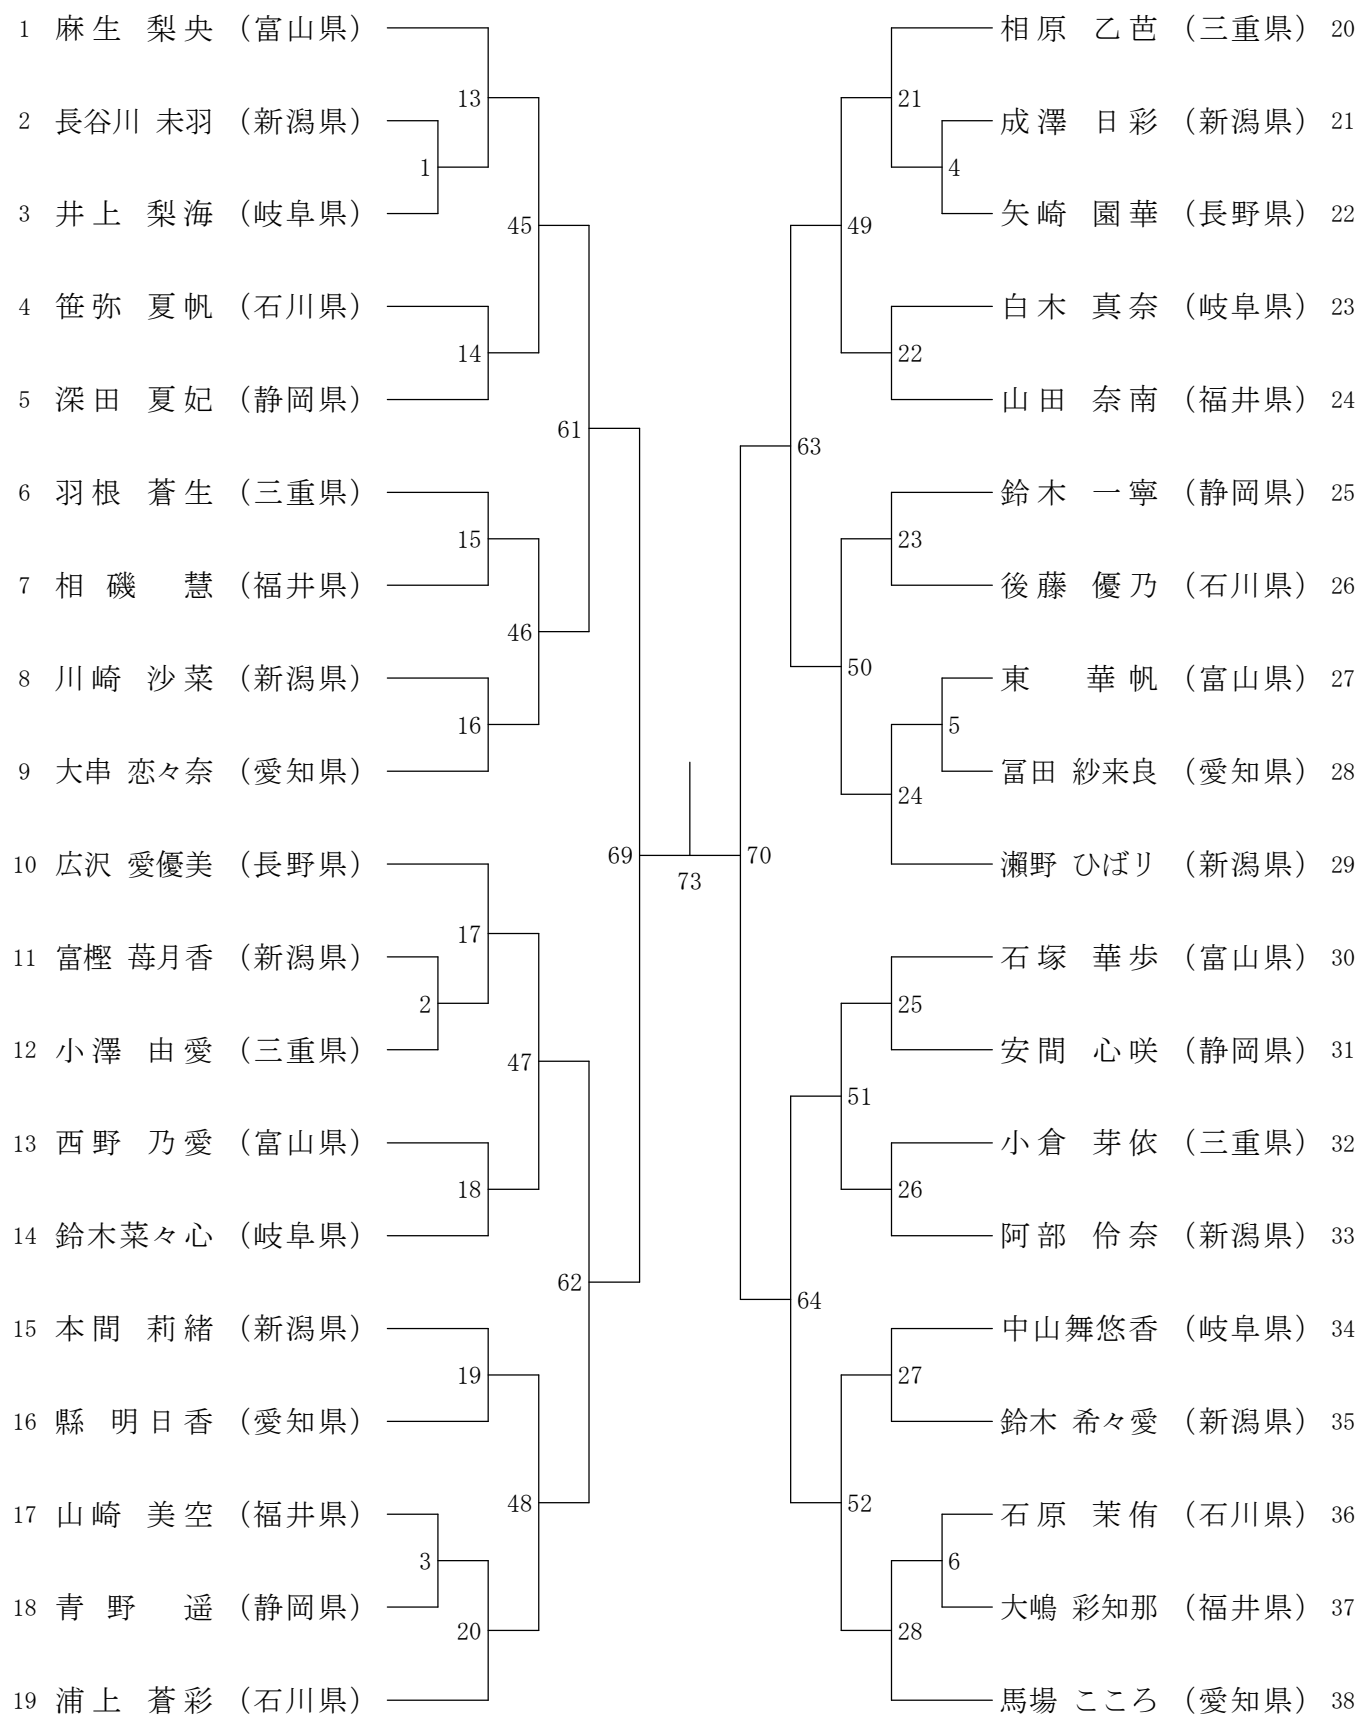 1 麻生 梨央 (富山県)
2 長谷川 未羽 (新潟県)
3 井上 梨海 (岐阜県)
4 笹弥 夏帆 (石川県)
5 深田 夏妃 (静岡県)
6 羽根 蒼生 (三重県)
7 相磯 慧 (福井県)
8 川崎 沙菜 (新潟県)
9 大串 恋々奈 (愛知県)
10 広沢 愛優美 (長野県)
11 富樫 苺月香 (新潟県)
12 小澤 由愛 (三重県)
13 西野 乃愛 (富山県)
14 鈴木菜々心 (岐阜県)
15 本間 莉緒 (新潟県)
16 縣 明日香 (愛知県)
17 山崎 美空 (福井県)
18 青野 遥 (静岡県)
19 浦上 蒼彩 (石川県)
13
1
45
14
61
15
46
16
69
17
2
47
18
62
19
48
3
20
73
21
4
49
22
63
23
50
5
24
70
25
51
26
64
27
52
6
28
相原 乙芭 (三重県) 20
成澤 日彩 (新潟県) 21
矢崎 園華 (長野県) 22
白木 真奈 (岐阜県) 23
山田 奈南 (福井県) 24
鈴木 一寧 (静岡県) 25
後藤 優乃 (石川県) 26
東 華帆 (富山県) 27
冨田 紗来良 (愛知県) 28
瀨野 ひばり (新潟県) 29
石塚 華歩 (富山県) 30
安間 心咲 (静岡県) 31
小倉 芽依 (三重県) 32
阿部 伶奈 (新潟県) 33
中山舞悠香 (岐阜県) 34
鈴木 希々愛 (新潟県) 35
石原 茉侑 (石川県) 36
大嶋 彩知那 (福井県) 37
馬場 こころ (愛知県) 38